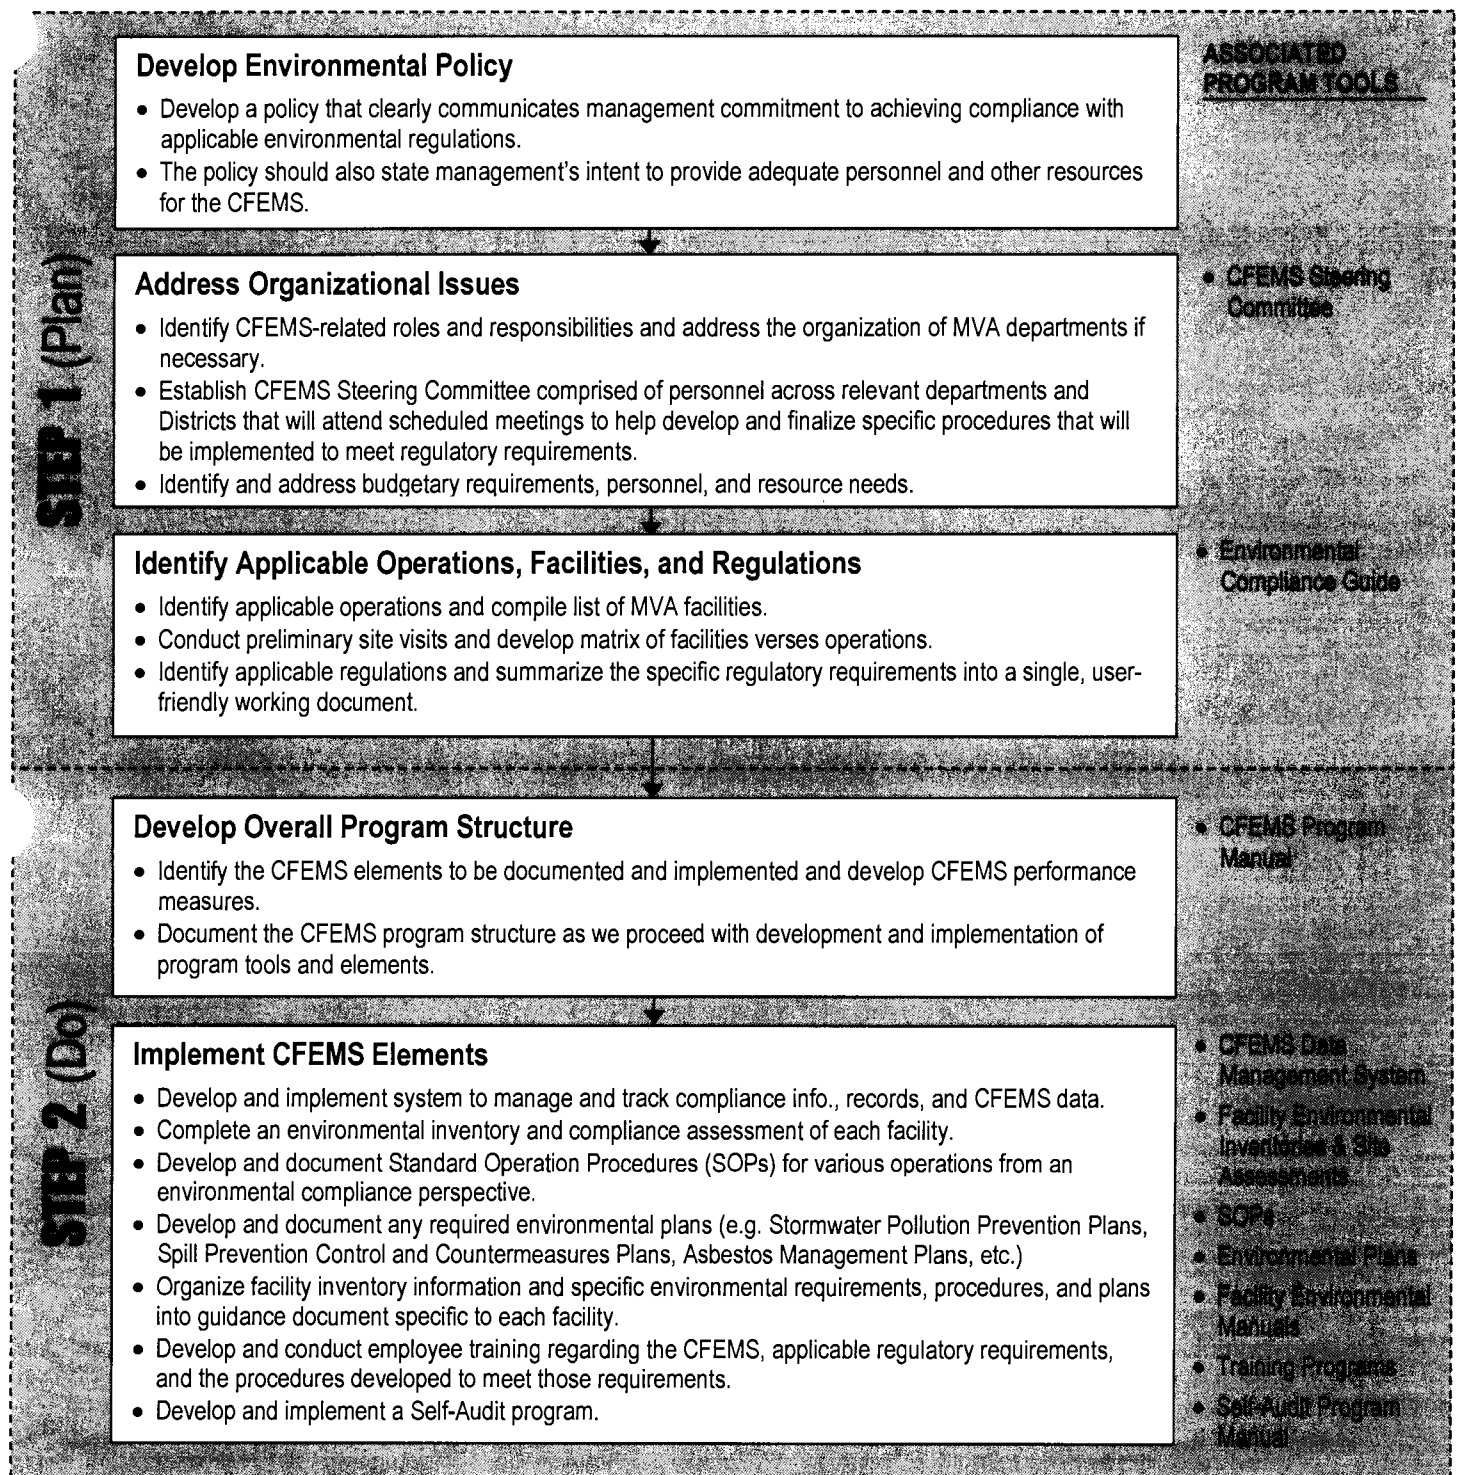 Develop Environmental Policy
• Develop a policy that clearly communicates management commitment to achieving compliance with
applicable environmental regulations.
• The policy should also state management's intent to provide adequate personnel and other resources
for the CFEMS.
ASSOCIATED
PROGRAM TOOLS
STEP 1 (Plan)
Address Organizational Issues
• Identify CFEMS-related roles and responsibilities and address the organization of MVA departments if
necessary.
• Establish CFEMS Steering Committee comprised of personnel across relevant departments and
Districts that will attend scheduled meetings to help develop and finalize specific procedures that will
be implemented to meet regulatory requirements.
• Identify and address budgetary requirements, personnel, and resource needs.
• CFEMS Steering
Committee
Identify Applicable Operations, Facilities, and Regulations
• Identify applicable operations and compile list of MVA facilities.
• Conduct preliminary site visits and develop matrix of facilities verses operations.
• Identify applicable regulations and summarize the specific regulatory requirements into a single, user-
friendly working document.
• Environmental
Compliance Guide
STEP 2 (Do)
Develop Overall Program Structure
• Identify the CFEMS elements to be documented and implemented and develop CFEMS performance
measures.
• Document the CFEMS program structure as we proceed with development and implementation of
program tools and elements.
• CFEMS Program
Manual
Implement CFEMS Elements
• Develop and implement system to manage and track compliance info., records, and CFEMS data.
• Complete an environmental inventory and compliance assessment of each facility.
• Develop and document Standard Operation Procedures (SOPs) for various operations from an
environmental compliance perspective.
• Develop and document any required environmental plans (e.g. Stormwater Pollution Prevention Plans,
Spill Prevention Control and Countermeasures Plans, Asbestos Management Plans, etc.)
• Organize facility inventory information and specific environmental requirements, procedures, and plans
into guidance document specific to each facility.
• Develop and conduct employee training regarding the CFEMS, applicable regulatory requirements,
and the procedures developed to meet those requirements.
• Develop and implement a Self-Audit program.
• CFEMS Data
Management System
• Facility Environmental
Inventories & Site
Assessments
• SOPs
• Environmental Plans
• Facility Environmental
Manuals
• Training Programs
• Self-Audit Program
Manual